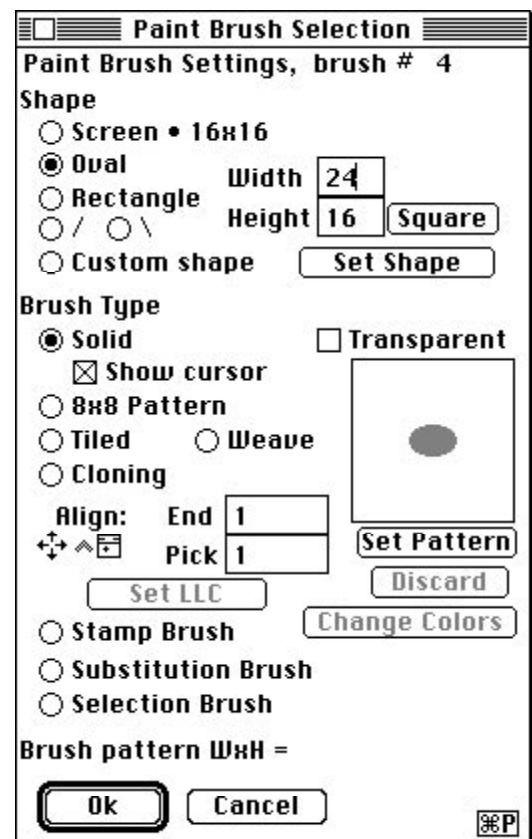 Paint Brush Selection
Paint Brush Settings, brush # 4
Shape
Screen • 16x16
Oval
Width 24
Rectangle
Height 16 Square
/ \
Custom shape Set Shape
Brush Type
Solid Transparent
Show cursor
8x8 Pattern
Tiled Weave
Cloning
Align: End 1
Pick 1 Set Pattern
Set LLC Discard
Stamp Brush Change Colors
Substitution Brush
Selection Brush
Brush pattern WxH =
Ok Cancel
⌘P